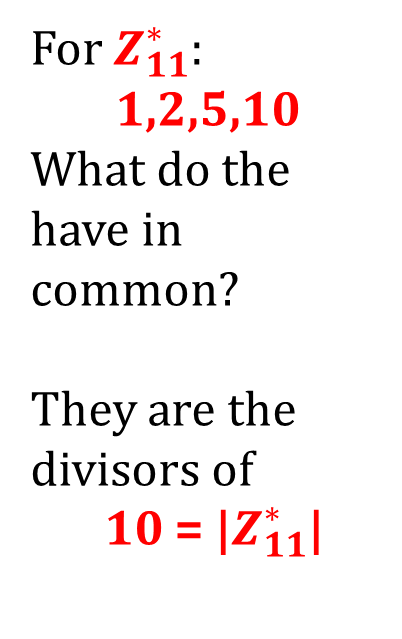 For Z*11:
1,2,5,10
What do the
have in
common?
They are the
divisors of
10 = |Z*11|